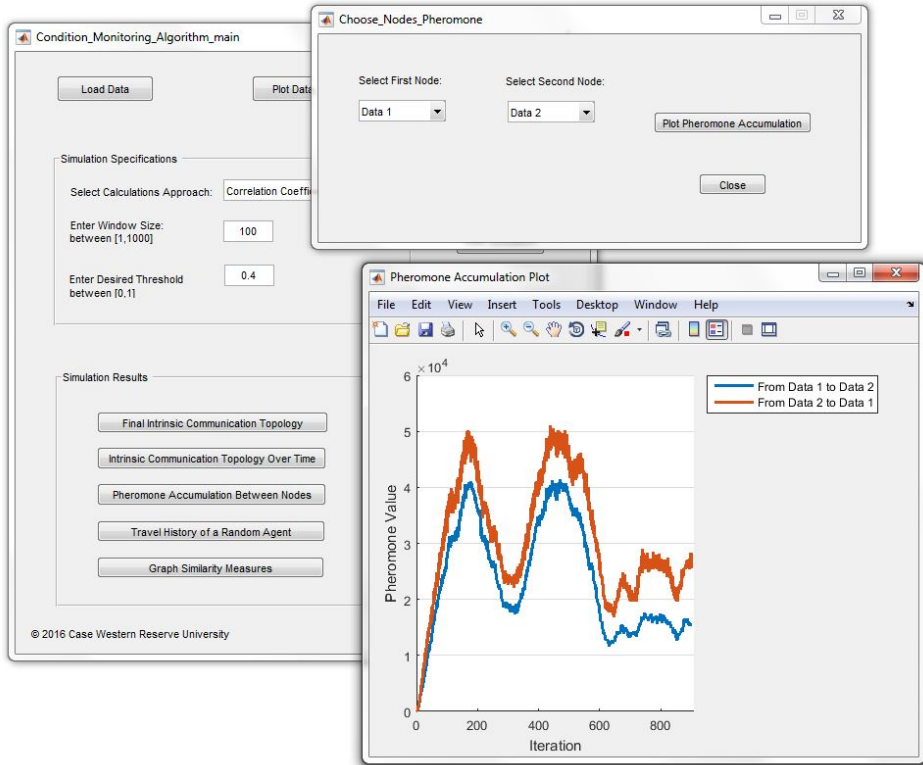 Condition_Monitoring_Algorithm_main
Load Data
Plot Data
Simulation Specifications
Select Calculations Approach:
Correlation Coeffi
Enter Window Size:
between [1,1000]
100
Enter Desired Threshold
between [0,1]
0.4
Simulation Results
Final Intrinsic Communication Topology
Intrinsic Communication Topology Over Time
Pheromone Accumulation Between Nodes
Travel History of a Random Agent
Graph Similarity Measures
© 2016 Case Western Reserve University
Choose_Nodes_Pheromone
Select First Node:
Select Second Node:
Data 1
Data 2
Plot Pheromone Accumulation
Close
Pheromone Accumulation Plot
File Edit View Insert Tools Desktop Window Help
×10⁴
6
5
4
3
2
1
0
Pheromone Value
0 200 400 600 800
Iteration
From Data 1 to Data 2
From Data 2 to Data 1